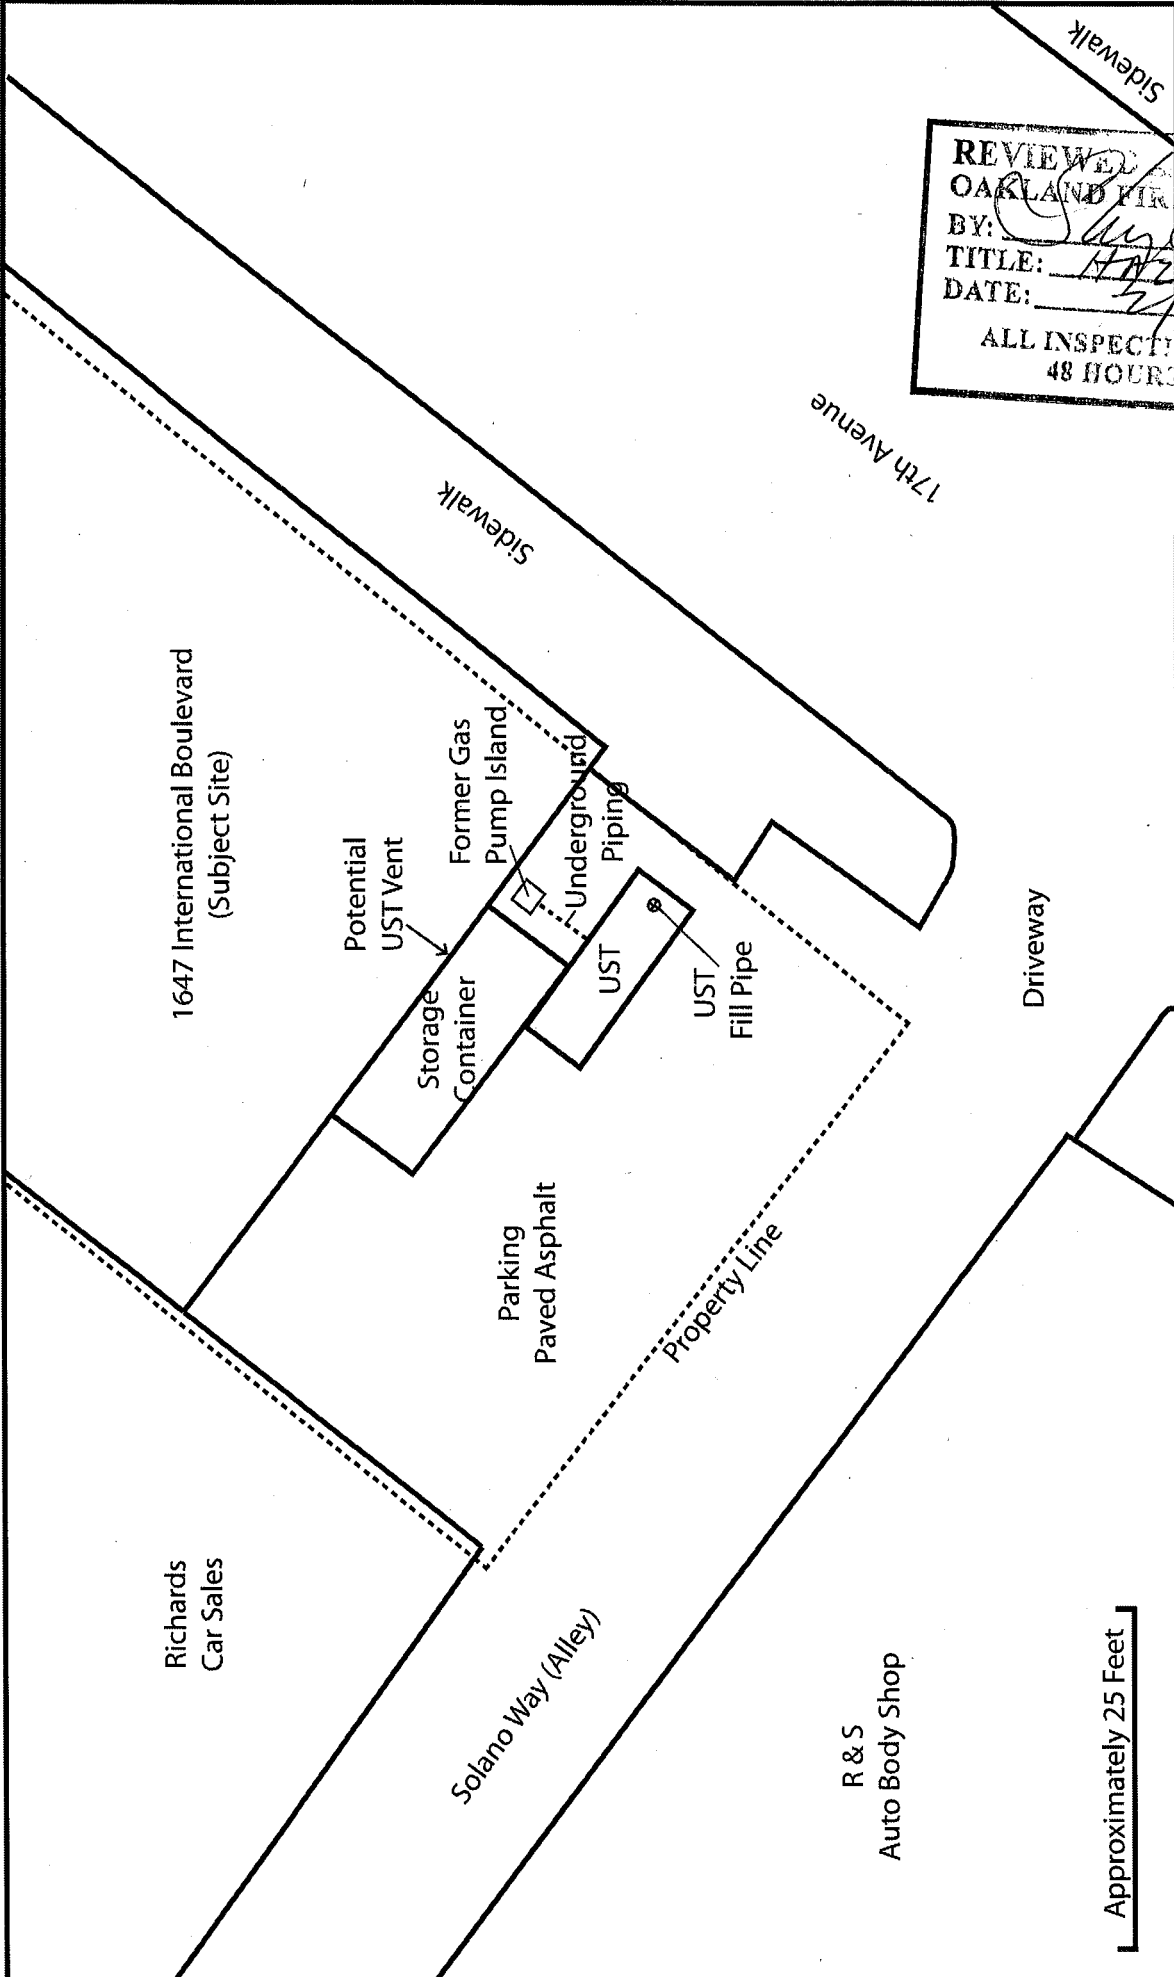 Sidewalk
REVIEWED
OAKLAND FIR
BY:
TITLE: HAZ
DATE:
ALL INSPECTI
48 HOURS
17th Avenue
Sidewalk
1647 International Boulevard
(Subject Site)
Potential
UST Vent
Former Gas
Pump Island
Underground
Piping
Storage
Container
UST
UST
Fill Pipe
Driveway
Parking
Paved Asphalt
Property Line
Richards
Car Sales
Solano Way (Alley)
R & S
Auto Body Shop
Approximately 25 Feet